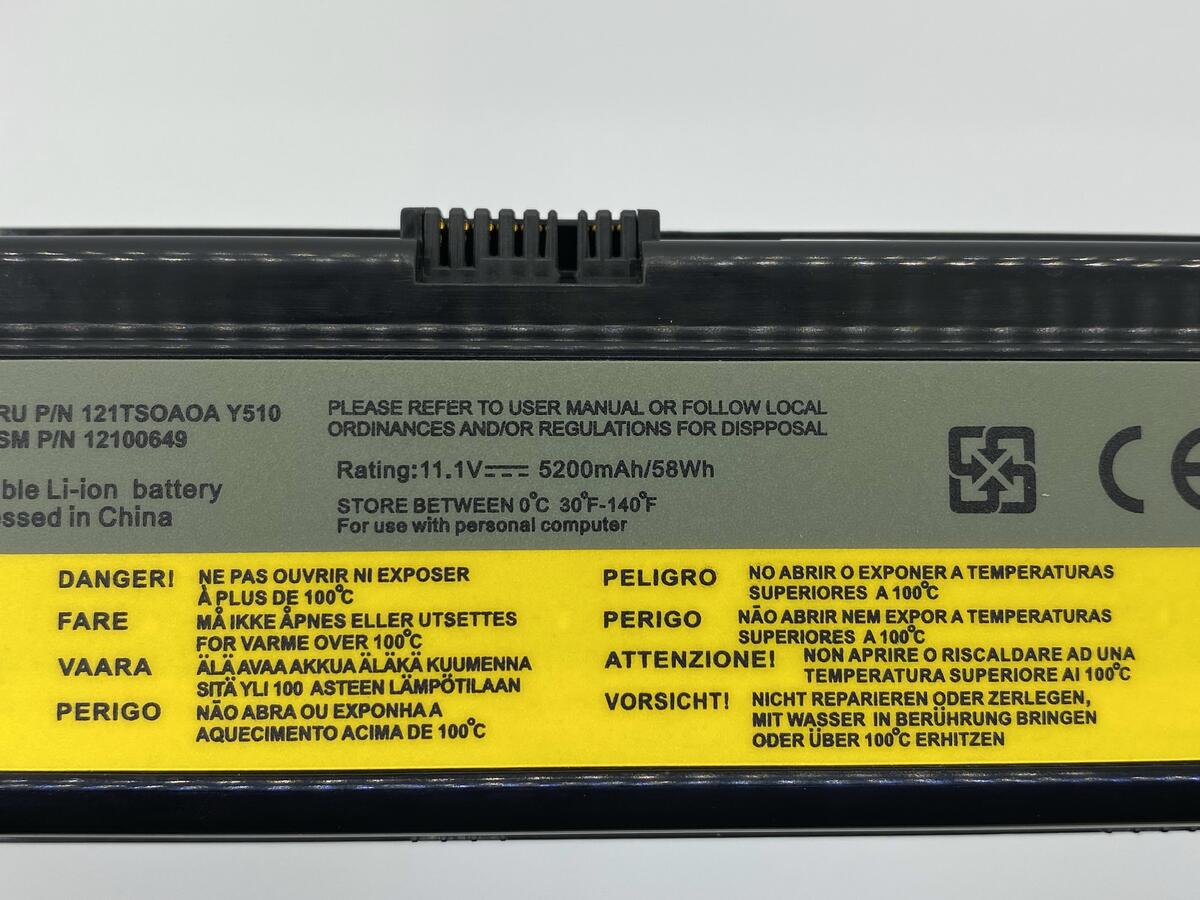 RU P/N 121TSOAOA Y510
SM P/N 12100649
ble Li-ion battery
essed in China
PLEASE REFER TO USER MANUAL OR FOLLOW LOCAL
ORDINANCES AND/OR REGULATIONS FOR DISPPOSAL
Rating:11.1V⎓ 5200mAh/58Wh
STORE BETWEEN 0°C 30°F-140°F
For use with personal computer
CE
DANGER! NE PAS OUVRIR NI EXPOSER
À PLUS DE 100°C
FARE MÅ IKKE ÅPNES ELLER UTSETTES
FOR VARME OVER 100°C
VAARA ÄLÄ AVAA AKKUA ÄLÄKÄ KUUMENNA
SITÄ YLI 100 ASTEEN LÄMPÖTILAAN
PERIGO NÃO ABRA OU EXPONHA A
AQUECIMENTO ACIMA DE 100°C
PELIGRO NO ABRIR O EXPONER A TEMPERATURAS
SUPERIORES A 100°C
PERIGO NÃO ABRIR NEM EXPOR A TEMPERATURAS
SUPERIORES A 100°C
ATTENZIONE! NON APRIRE O RISCALDARE AD UNA
TEMPERATURA SUPERIORE AI 100°C
VORSICHT! NICHT REPARIEREN ODER ZERLEGEN,
MIT WASSER IN BERÜHRUNG BRINGEN
ODER ÜBER 100°C ERHITZEN